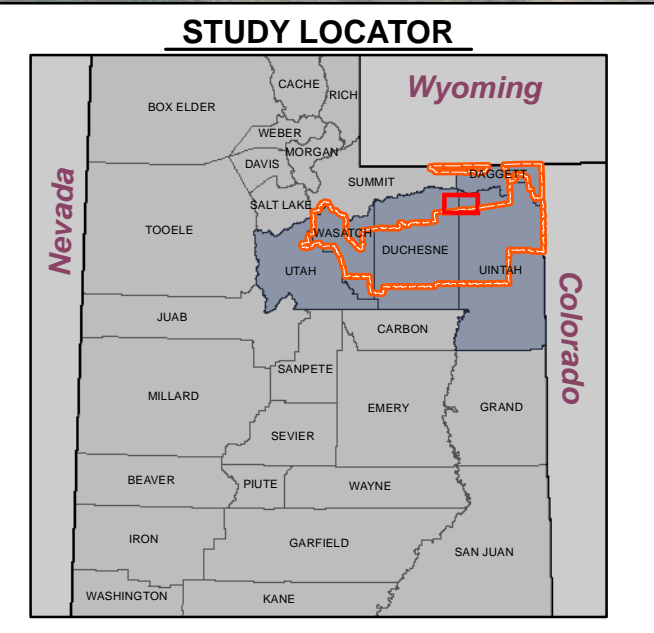 STUDY LOCATOR
Wyoming
CACHE
RICH
BOX ELDER
WEBER
MORGAN
DAVIS
DAGGETT
SUMMIT
SALT LAKE
Nevada
TOOELE
WASATCH
DUCHESNE
UTAH
UINTAH
Colorado
JUAB
CARBON
SANPETE
MILLARD
EMERY
GRAND
SEVIER
BEAVER
PIUTE
WAYNE
IRON
GARFIELD
SAN JUAN
WASHINGTON
KANE